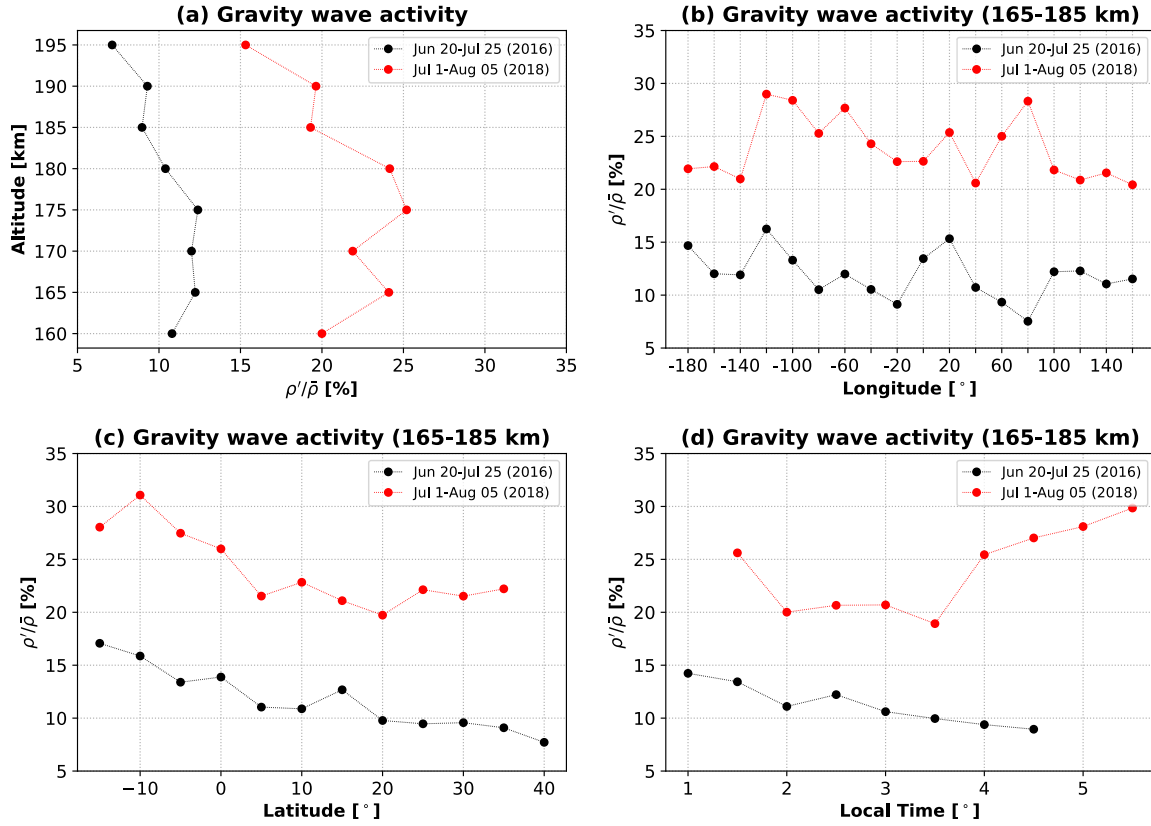 (a) Gravity wave activity
Altitude [km]
195
190
185
180
175
170
165
160
5 10 15 20 25 30 35
ρ′/ρ̄ [%]
Jun 20-Jul 25 (2016)
Jul 1-Aug 05 (2018)
(b) Gravity wave activity (165-185 km)
ρ′/ρ̄ [%]
35
30
25
20
15
10
5
-180 -140 -100 -60 -20 20 60 100 140
Longitude [°]
Jun 20-Jul 25 (2016)
Jul 1-Aug 05 (2018)
(c) Gravity wave activity (165-185 km)
ρ′/ρ̄ [%]
35
30
25
20
15
10
5
−10 0 10 20 30 40
Latitude [°]
Jun 20-Jul 25 (2016)
Jul 1-Aug 05 (2018)
(d) Gravity wave activity (165-185 km)
ρ′/ρ̄ [%]
35
30
25
20
15
10
5
1 2 3 4 5
Local Time [°]
Jun 20-Jul 25 (2016)
Jul 1-Aug 05 (2018)